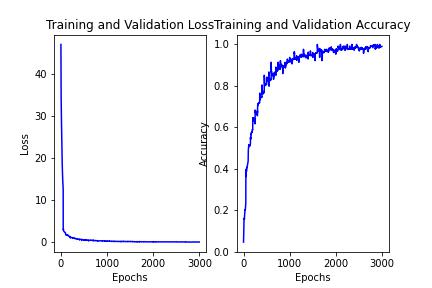 Training and Validation Loss
Loss
40
30
20
10
0
0 1000 2000 3000
Epochs
Training and Validation Accuracy
Accuracy
1.0
0.8
0.6
0.4
0.2
0.0
0 1000 2000 3000
Epochs